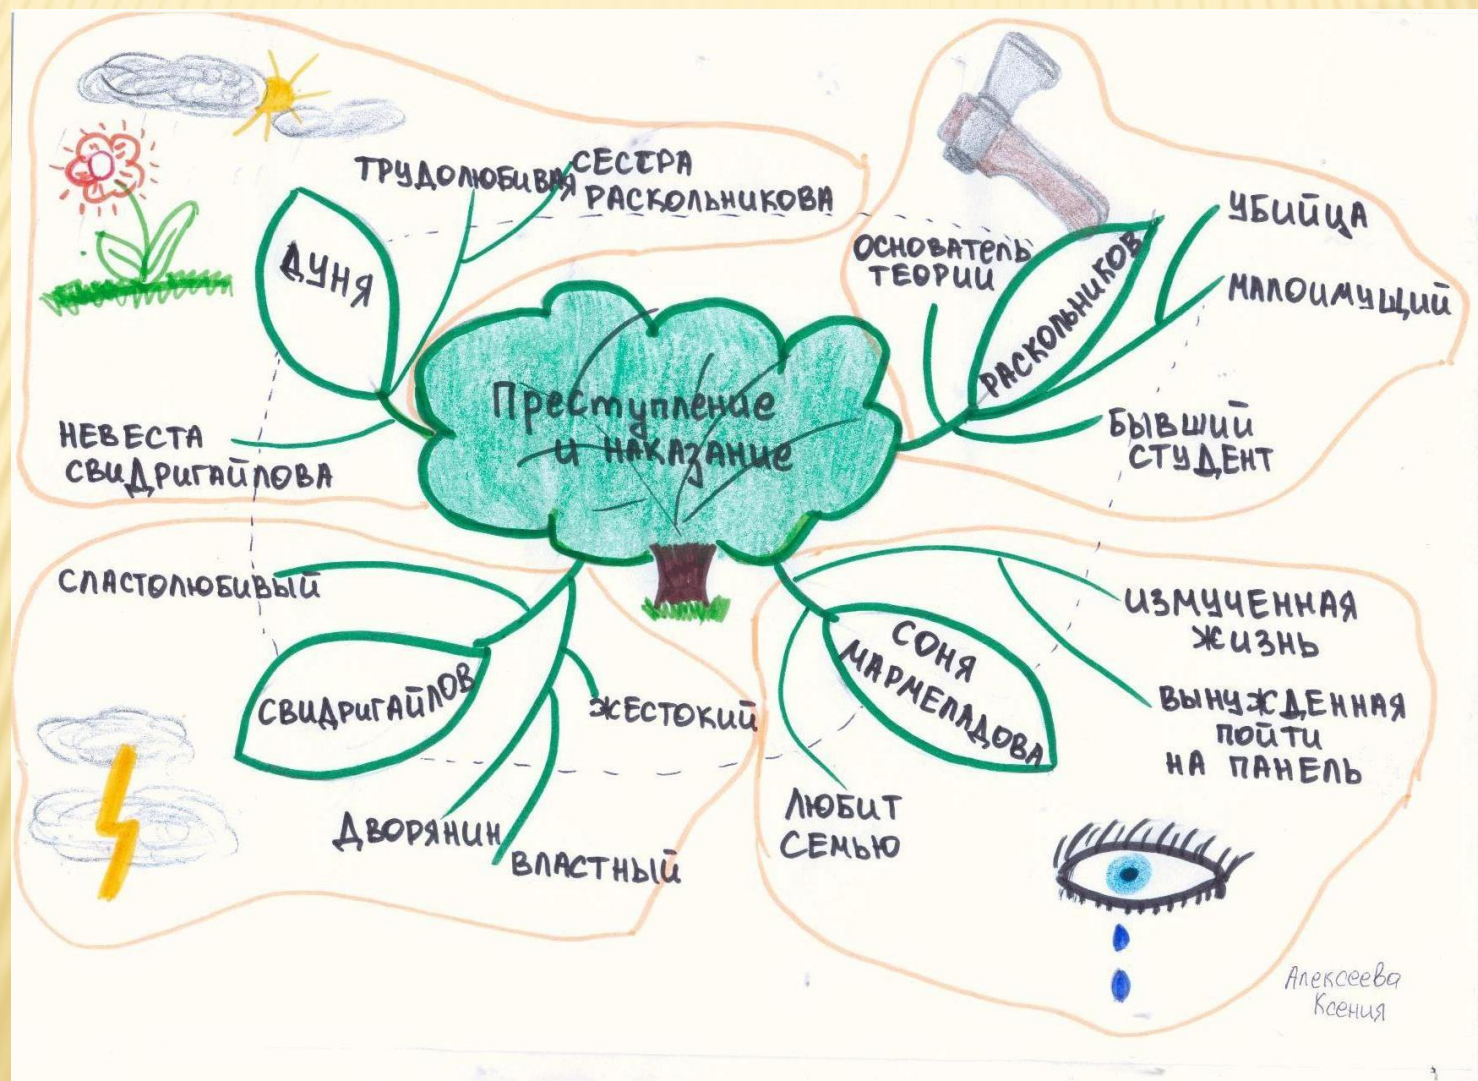 Преступление
и наказание
ДУНЯ
ТРУДОЛЮБИВАЯ
СЕСТРА
РАСКОЛЬНИКОВА
НЕВЕСТА
СВИДРИГАЙЛОВА
РАСКОЛЬНИКОВ
ОСНОВАТЕЛЬ
ТЕОРИИ
УБИЙЦА
МАЛОИМУЩИЙ
БЫВШИЙ
СТУДЕНТ
СВИДРИГАЙЛОВ
СЛАСТОЛЮБИВЫЙ
ЖЕСТОКИЙ
ДВОРЯНИН
ВЛАСТНЫЙ
СОНЯ
МАРМЕЛАДОВА
ИЗМУЧЕННАЯ
ЖИЗНЬ
ВЫНУЖДЕННАЯ
ПОЙТИ
НА ПАНЕЛЬ
ЛЮБИТ
СЕМЬЮ
Алексеева
Ксения